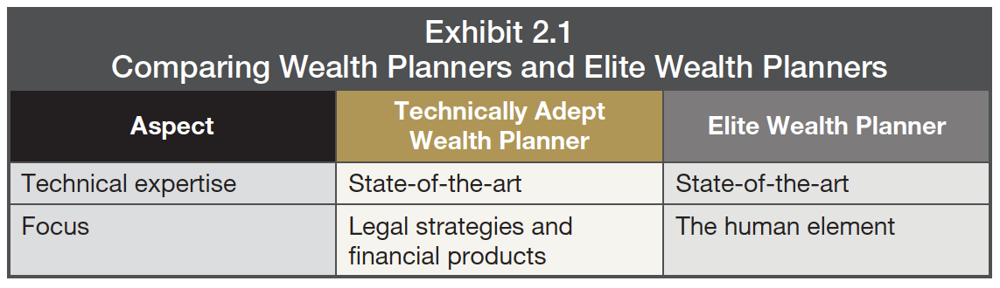 Exhibit 2.1
Comparing Wealth Planners and Elite Wealth Planners
Aspect
Technically Adept
Wealth Planner
Elite Wealth Planner
Technical expertise
State-of-the-art
State-of-the-art
Focus
Legal strategies and
financial products
The human element